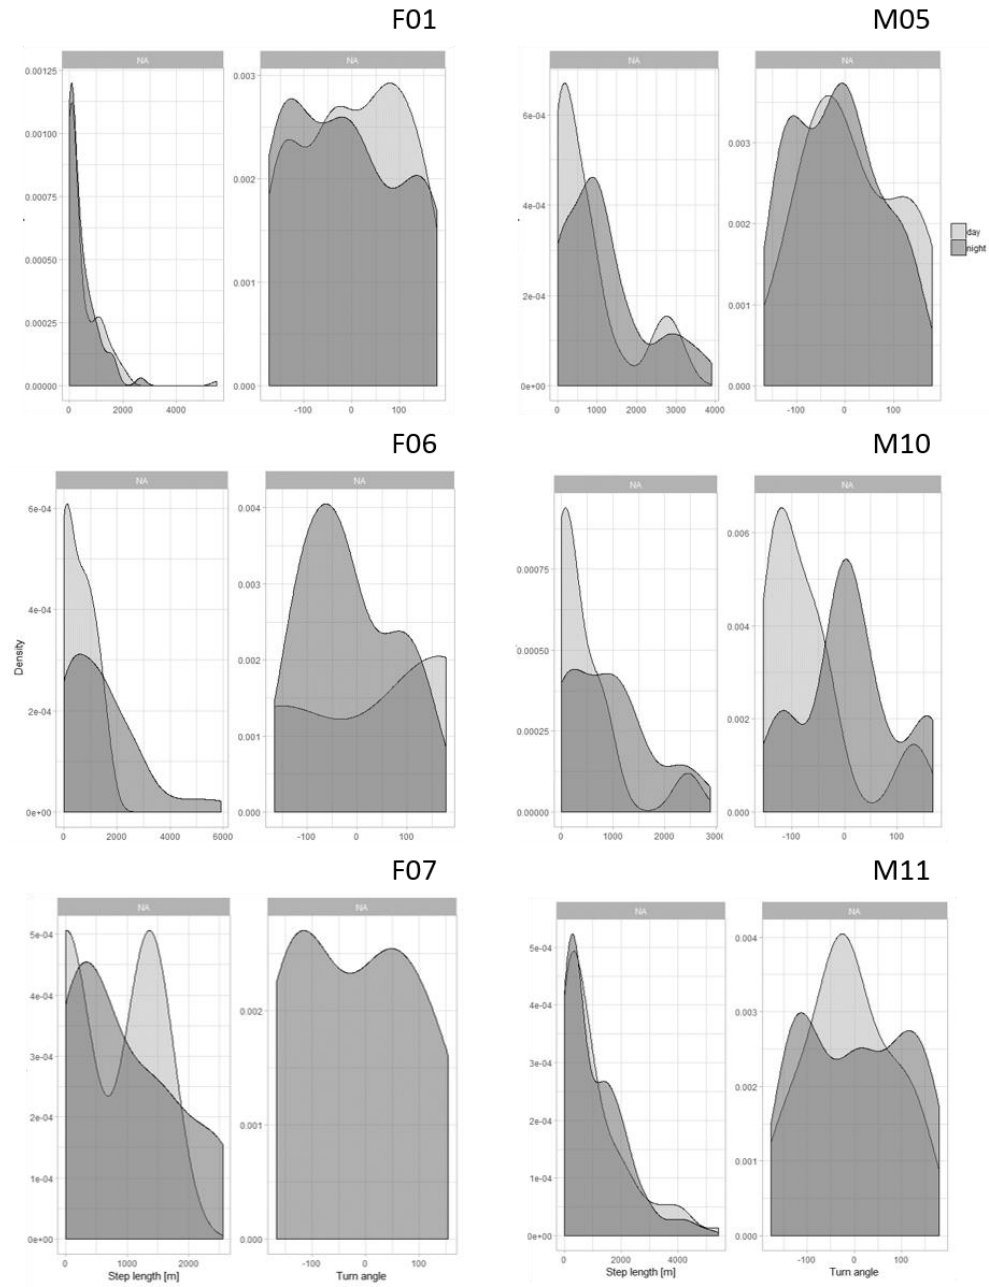 F01
M05
NA
NA
NA
NA
0.00125
0.00100
0.00075
0.00050
0.00025
0.00000
0 2000 4000
0.003
0.002
0.001
0.000
-100 0 100
6e-04
4e-04
2e-04
0e+00
0 1000 2000 3000 4000
0.003
0.002
0.001
0.000
-100 0 100
day
night
F06
M10
NA
NA
NA
NA
Density
6e-04
4e-04
2e-04
0e+00
0 2000 4000 6000
0.004
0.003
0.002
0.001
0.000
-100 0 100
0.00075
0.00050
0.00025
0.00000
0 1000 2000 300
0.006
0.004
0.002
0.000
-100 0 100
F07
M11
NA
NA
NA
NA
5e-04
4e-04
3e-04
2e-04
1e-04
0e+00
0 1000 2000
Step length [m]
0.002
0.001
0.000
-100 0 100
Turn angle
5e-04
4e-04
3e-04
2e-04
1e-04
0e+00
0 2000 4000
Step length [m]
0.004
0.003
0.002
0.001
0.000
-100 0 100
Turn angle